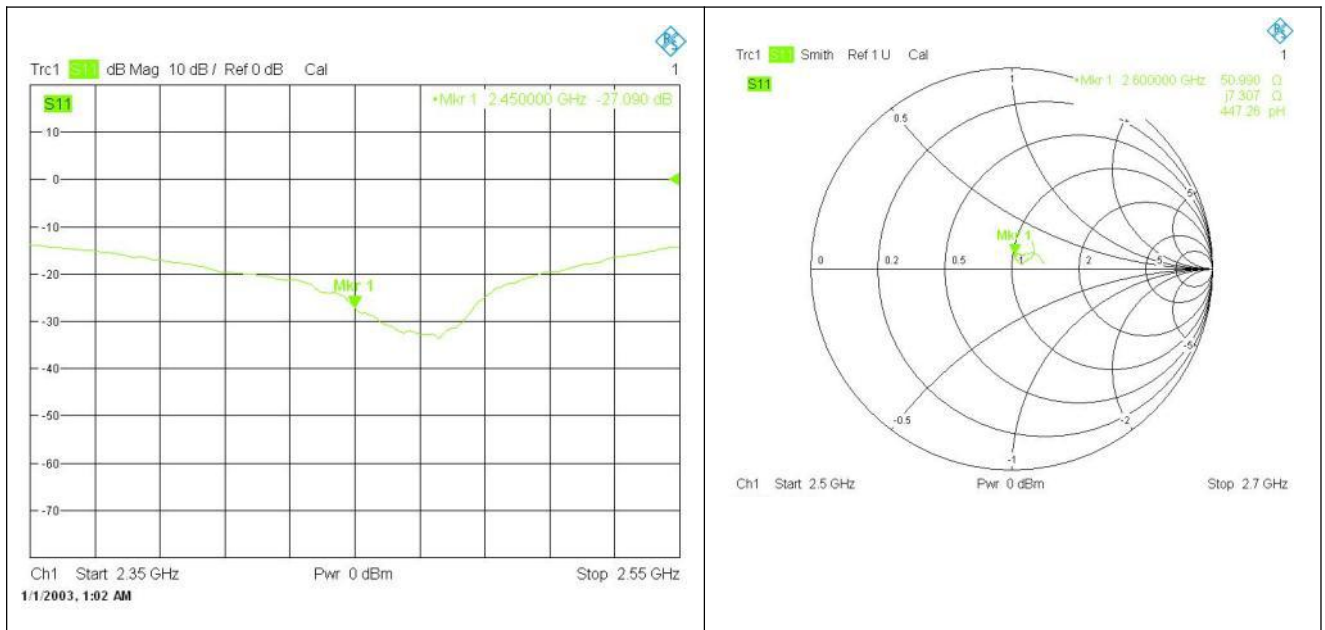 Trc1 S11 dB Mag 10 dB / Ref 0 dB Cal
1
S11
•Mkr 1 2.450000 GHz -27.090 dB
10
0
-10
-20
Mkr 1
-30
-40
-50
-60
-70
Ch1 Start 2.35 GHz Pwr 0 dBm Stop 2.55 GHz
1/1/2003, 1:02 AM
Trc1 S11 Smith Ref 1 U Cal
1
S11
•Mkr 1 2.600000 GHz 50.990 Ω
j7.307 Ω
447.26 pH
1
0.5
5
Mkr 1
0 0.2 0.5 1 2 5
-5
-0.5
-2
-1
Ch1 Start 2.5 GHz Pwr 0 dBm Stop 2.7 GHz